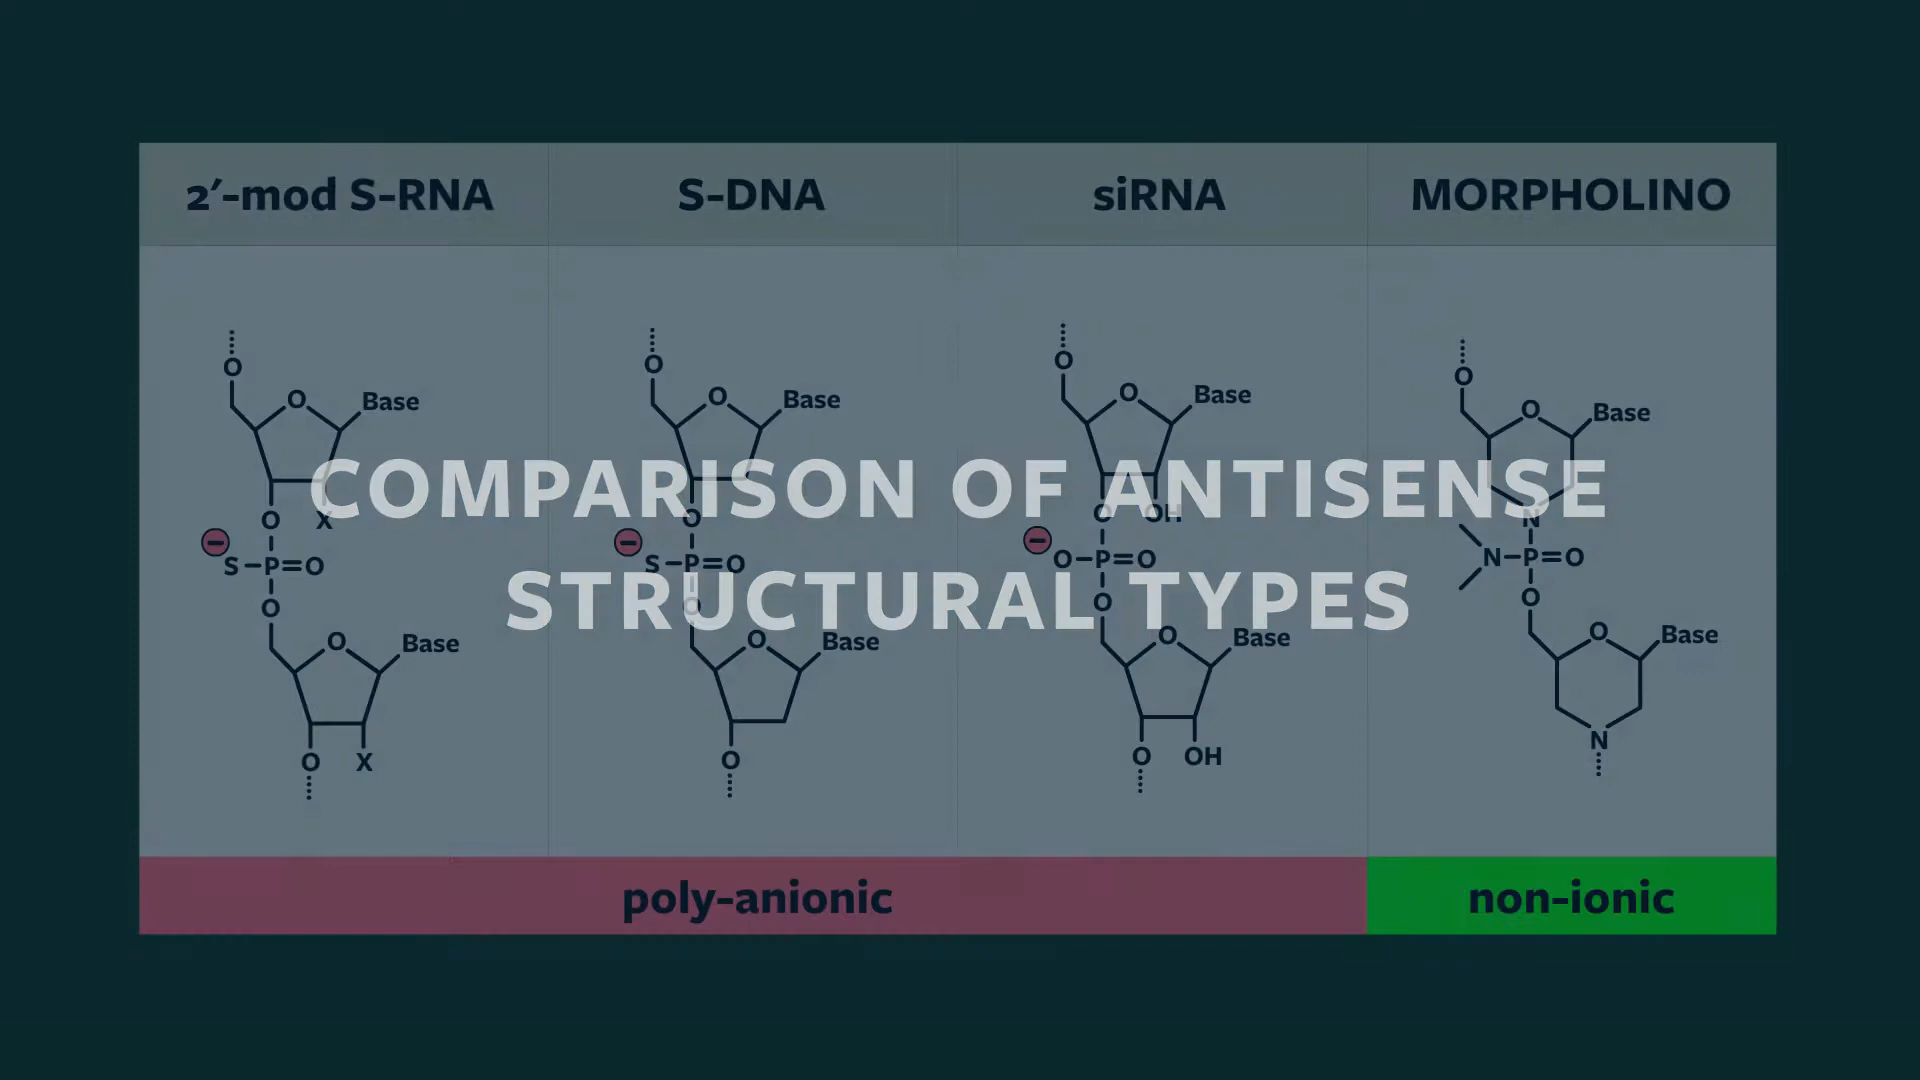 2′-mod S-RNA
S-DNA
siRNA
MORPHOLINO
O
O
Base
O X
S–P=O
O
O
Base
O X
O
O
Base
O
S–P=O
O
O
Base
O
O
O
Base
O OH
O–P=O
O
O
Base
O OH
O
O
Base
N
N–P=O
O
O
Base
N
COMPARISON OF ANTISENSE
STRUCTURAL TYPES
poly-anionic
non-ionic